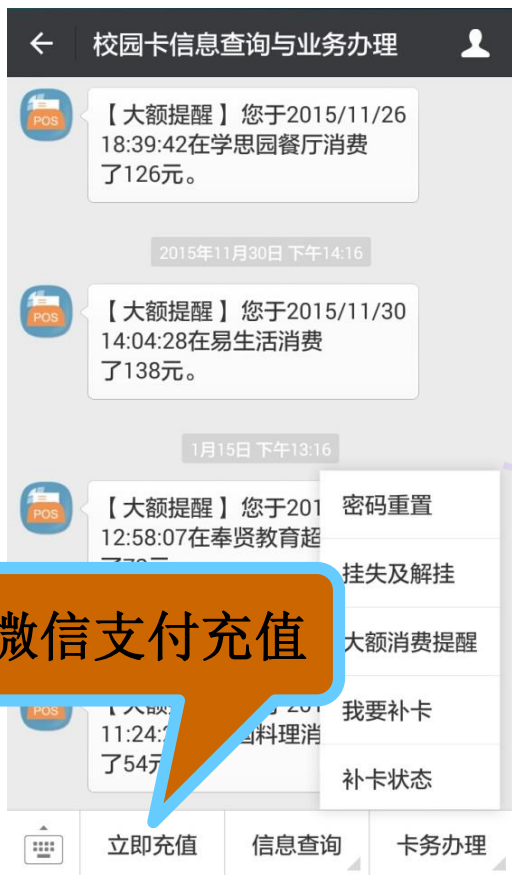 校园卡信息查询与业务办理
POS
【大额提醒】您于2015/11/26
18:39:42在学思园餐厅消费
了126元。
2015年11月30日 下午14:16
POS
【大额提醒】您于2015/11/30
14:04:28在易生活消费
了138元。
1月15日 下午13:16
POS
【大额提醒】您于201
12:58:07在奉贤教育超
微信支付充值
POS
11:24:
料理消
了54元
密码重置
挂失及解挂
大额消费提醒
我要补卡
补卡状态
立即充值
信息查询
卡务办理